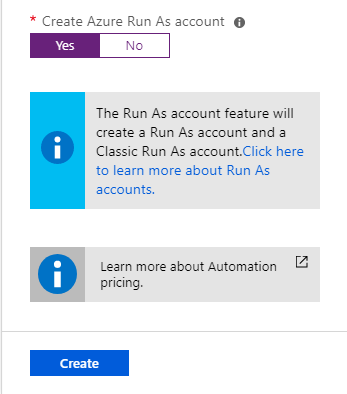 * Create Azure Run As account
Yes No
The Run As account feature will
create a Run As account and a
Classic Run As account.Click here
to learn more about Run As
accounts.
Learn more about Automation
pricing.
Create